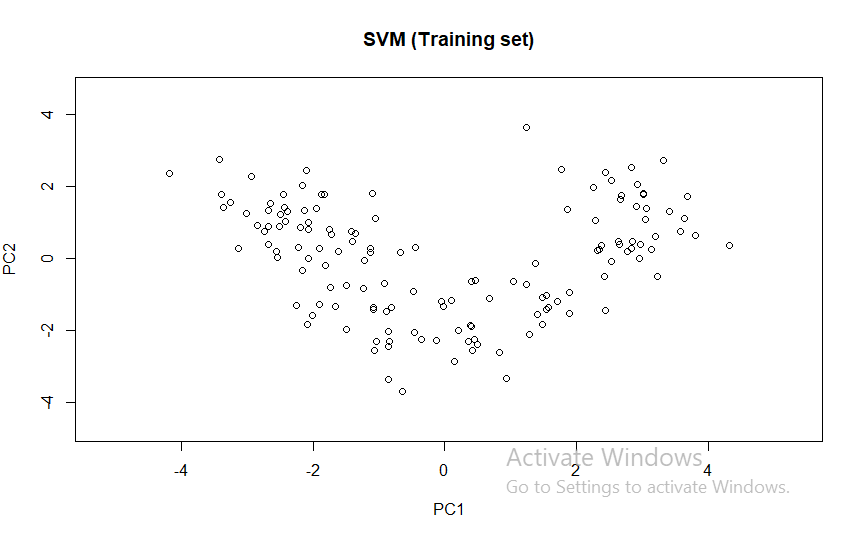 SVM (Training set)
4
2
0
-2
-4
PC2
-4
-2
0
2
4
PC1
Activate Windows
Go to Settings to activate Windows.